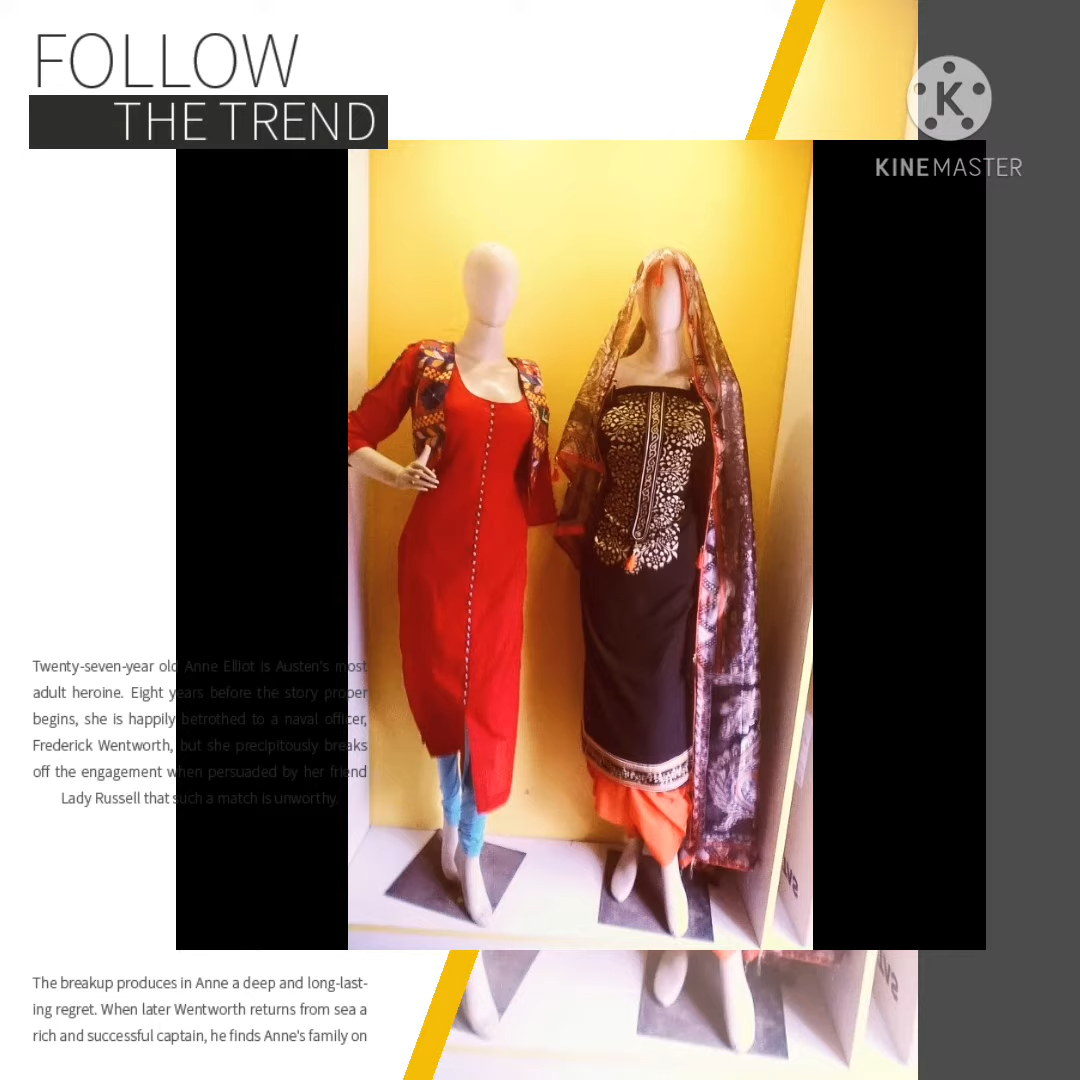 FOLLOW
THE TREND
KINEMASTER
Twenty-seven-year old Anne Elliot is Austen's most
adult heroine. Eight years before the story proper
begins, she is happily betrothed to a naval officer,
Frederick Wentworth, but she precipitously breaks
off the engagement when persuaded by her friend
Lady Russell that such a match is unworthy.
The breakup produces in Anne a deep and long-last-
ing regret. When later Wentworth returns from sea a
rich and successful captain, he finds Anne's family on